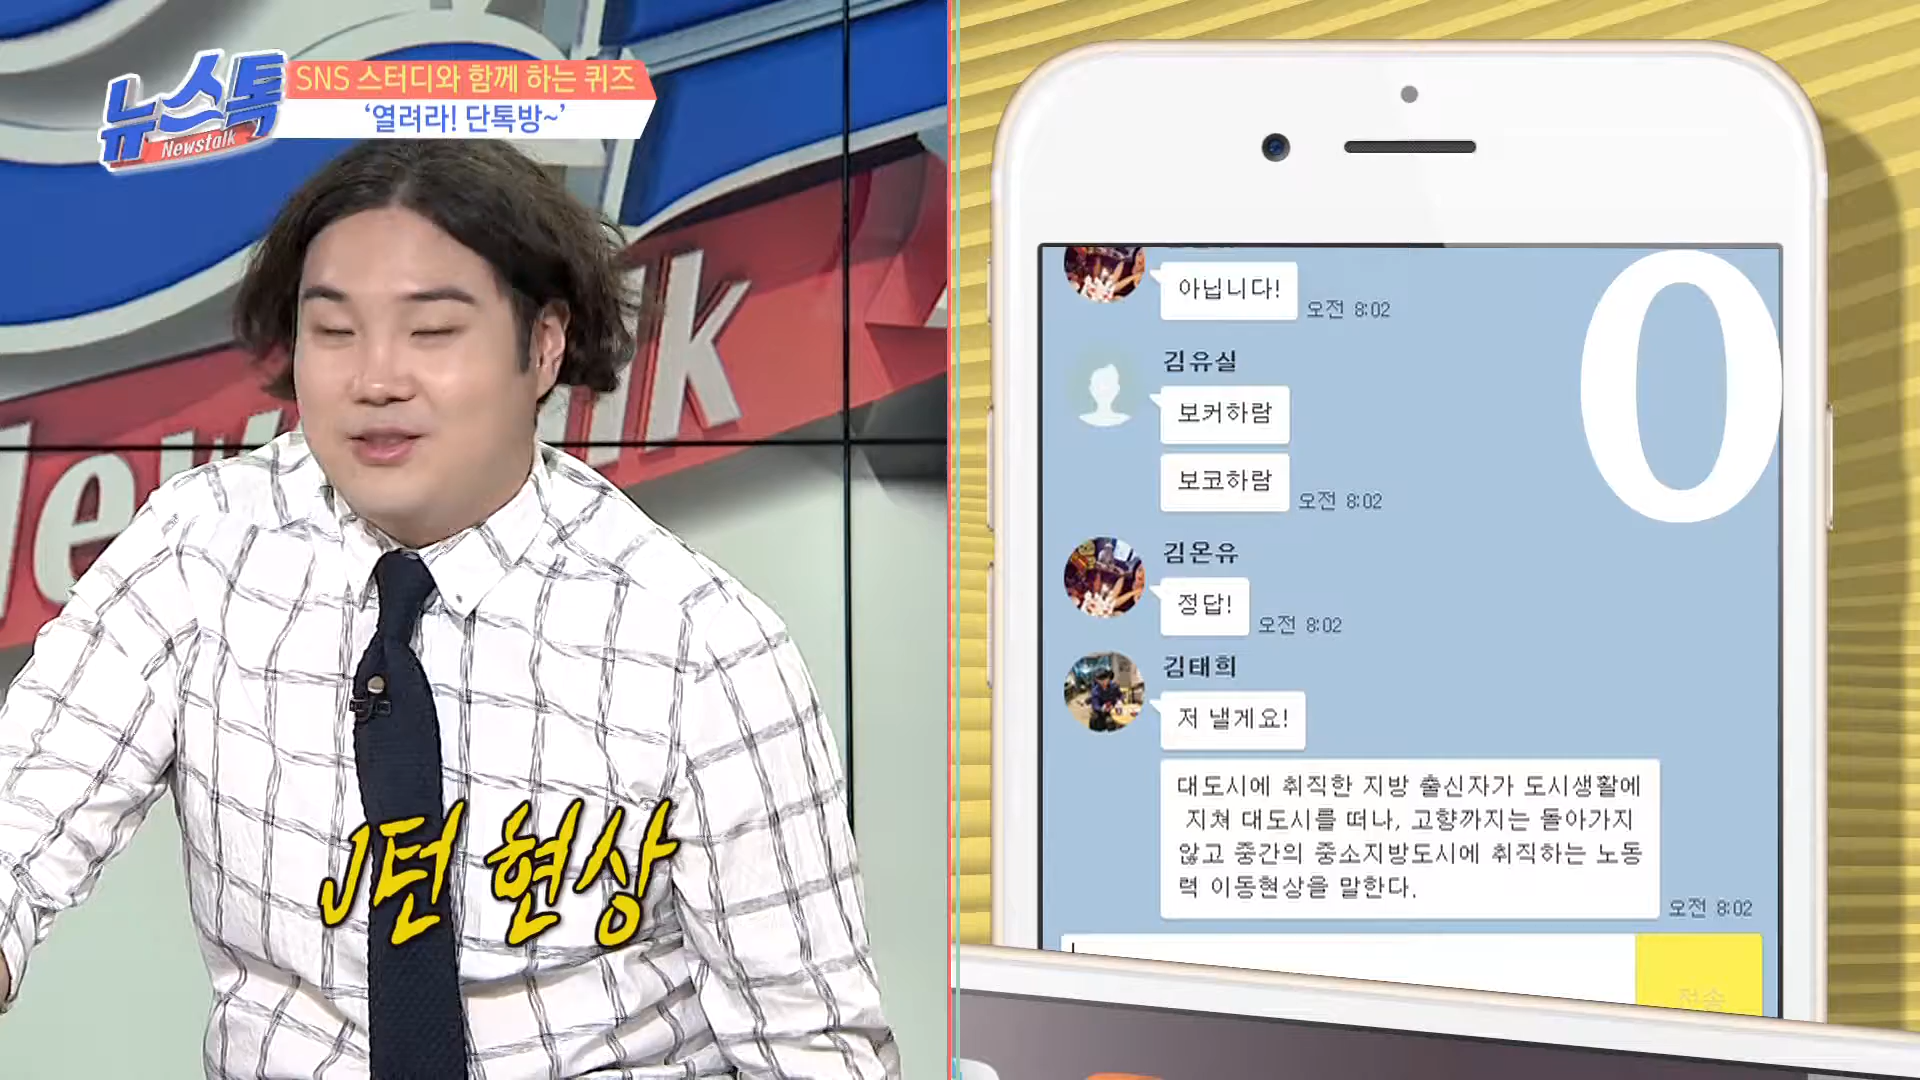 뉴스톡
Newstalk
SNS 스터디와 함께 하는 퀴즈
‘열려라! 단톡방~’
J턴 현상
0
아닙니다!
오전 8:02
김유실
보커하람
보코하람
오전 8:02
김온유
정답!
오전 8:02
김태희
저 낼게요!
대도시에 취직한 지방 출신자가 도시생활에
지쳐 대도시를 떠나, 고향까지는 돌아가지
않고 중간의 중소지방도시에 취직하는 노동
력 이동현상을 말한다.
오전 8:02
전송